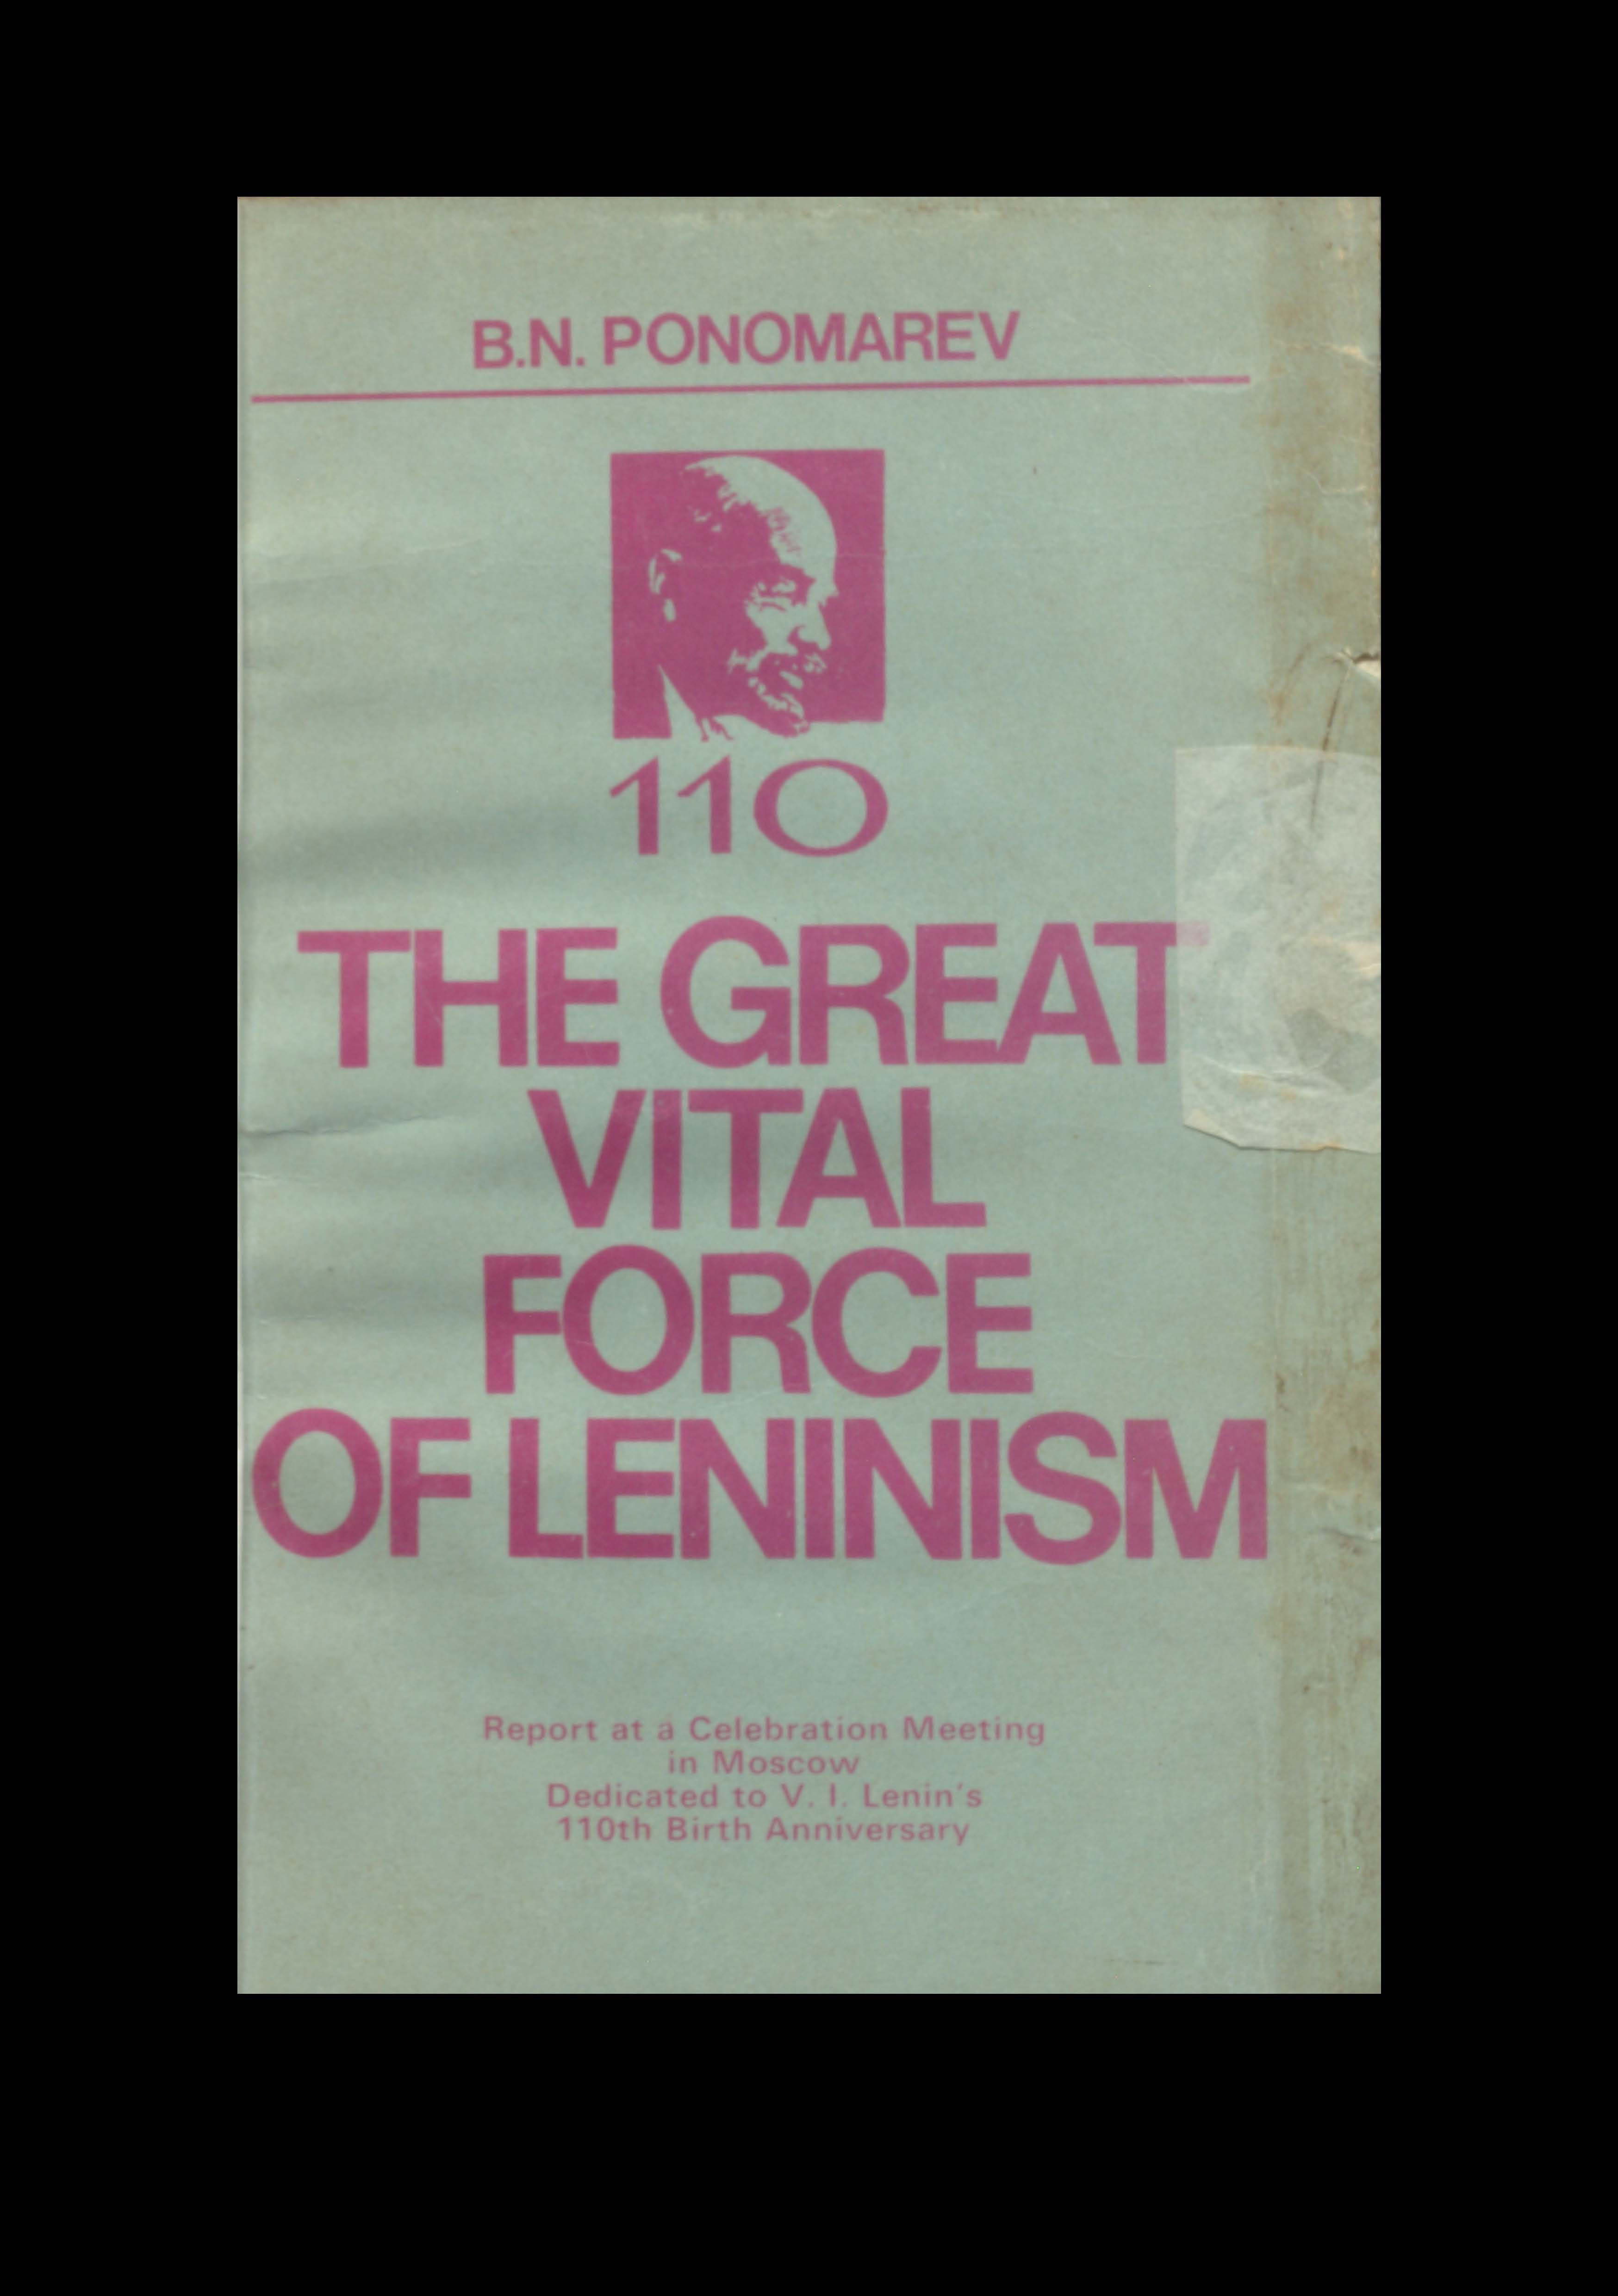 B.N. PONOMAREV
110
THE GREAT
VITAL
FORCE
OF LENINISM
Report at a Celebration Meeting
in Moscow
Dedicated to V. I. Lenin's
110th Birth Anniversary